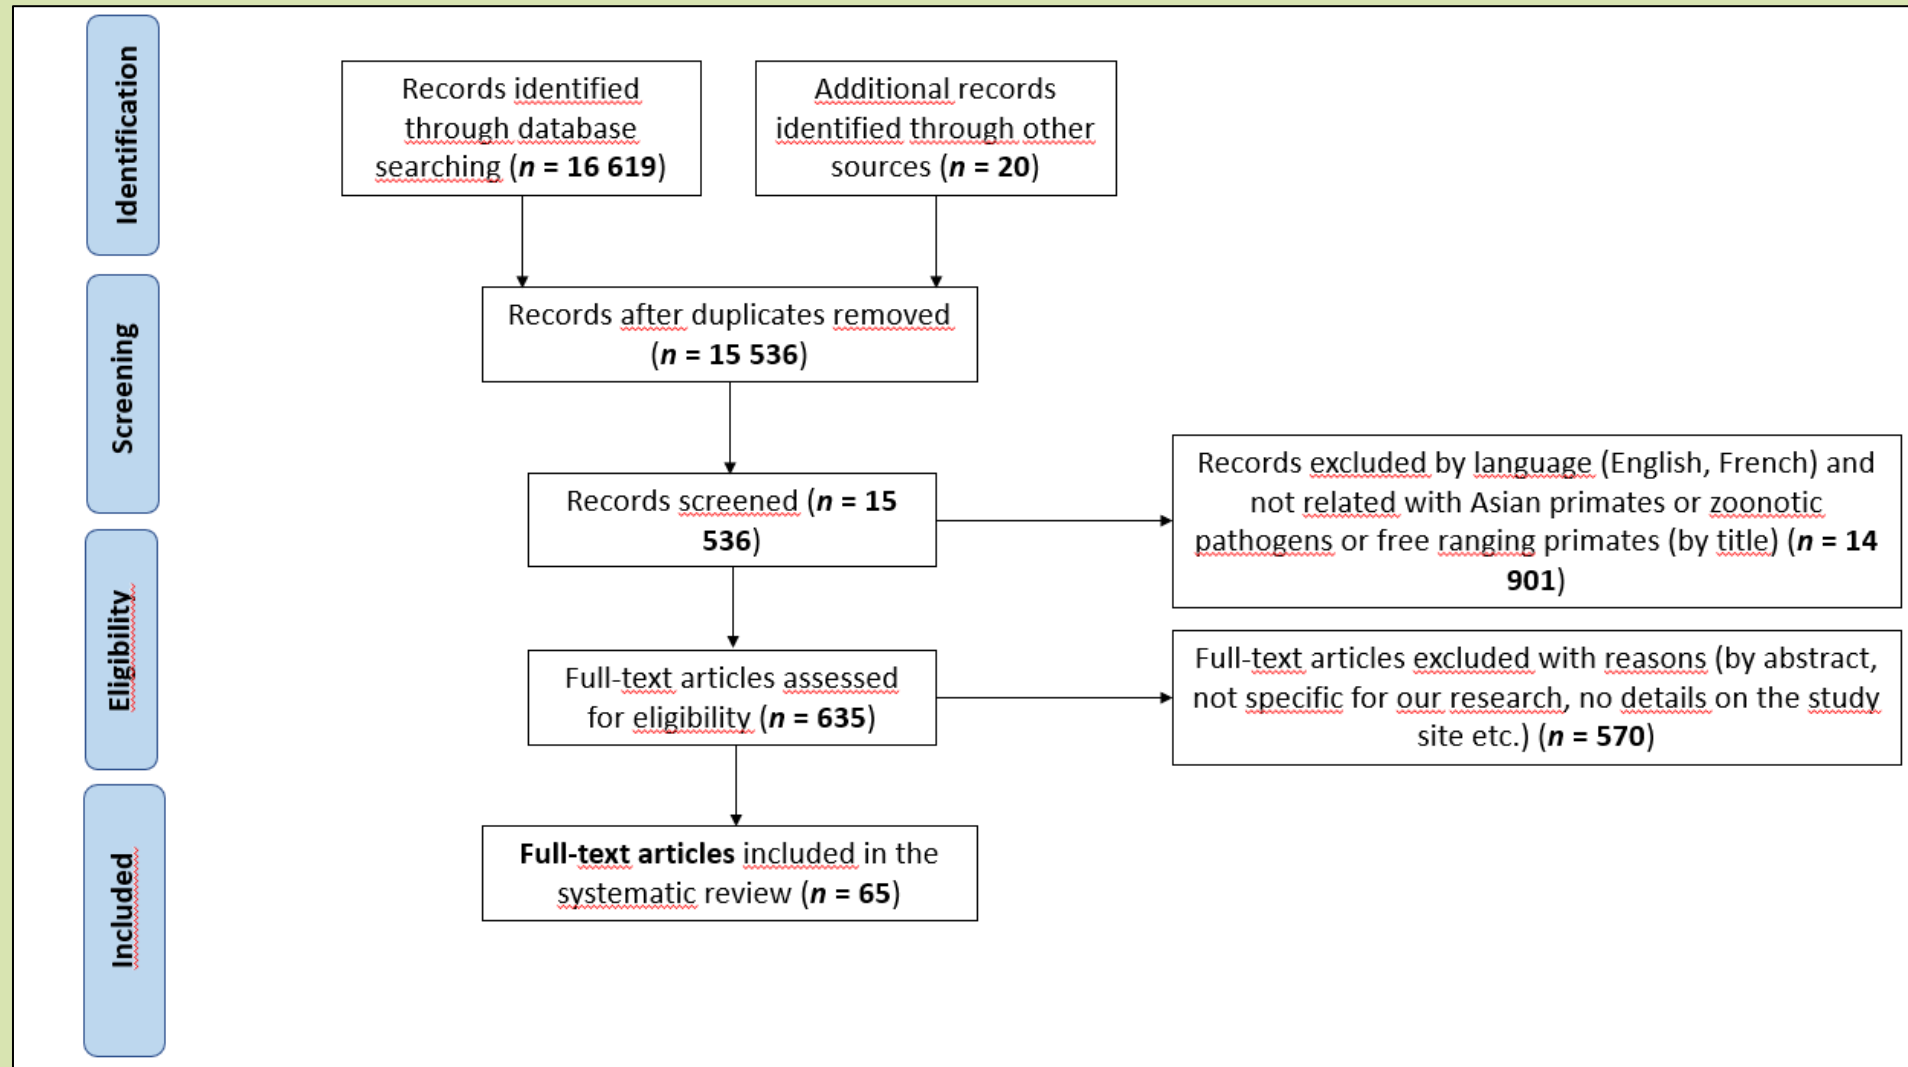 Identification
Records identified
through database
searching (n = 16 619)
Additional records
identified through other
sources (n = 20)
Screening
Records after duplicates removed
(n = 15 536)
Records screened (n = 15
536)
Records excluded by language (English, French) and
not related with Asian primates or zoonotic
pathogens or free ranging primates (by title) (n = 14
901)
Eligibility
Full-text articles assessed
for eligibility (n = 635)
Full-text articles excluded with reasons (by abstract,
not specific for our research, no details on the study
site etc.) (n = 570)
Included
Full-text articles included in the
systematic review (n = 65)